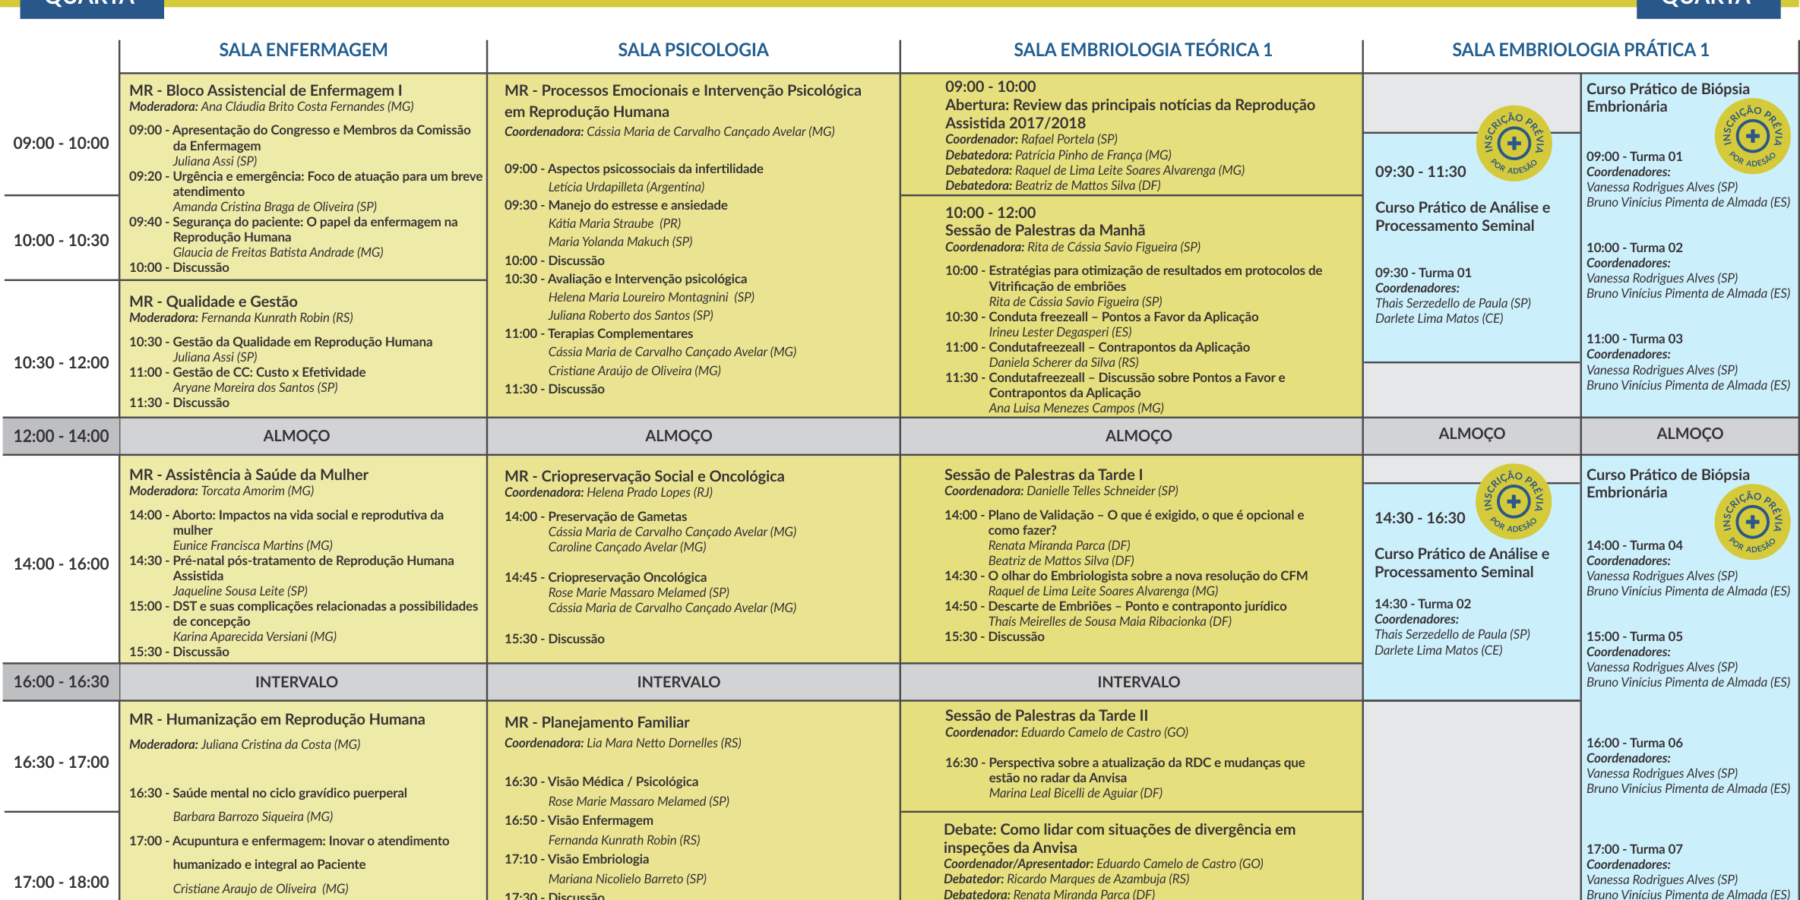 QUARTA
QUARTA
SALA ENFERMAGEM
SALA PSICOLOGIA
SALA EMBRIOLOGIA TEÓRICA 1
SALA EMBRIOLOGIA PRÁTICA 1
09:00 - 10:00
10:00 - 10:30
10:30 - 12:00
MR - Bloco Assistencial de Enfermagem I
Moderadora: Ana Cláudia Brito Costa Fernandes (MG)
09:00 - Apresentação do Congresso e Membros da Comissão
da Enfermagem
Juliana Assi (SP)
09:20 - Urgência e emergência: Foco de atuação para um breve
atendimento
Amanda Cristina Braga de Oliveira (SP)
09:40 - Segurança do paciente: O papel da enfermagem na
Reprodução Humana
Glaucia de Freitas Batista Andrade (MG)
10:00 - Discussão
MR - Qualidade e Gestão
Moderadora: Fernanda Kunrath Robin (RS)
10:30 - Gestão da Qualidade em Reprodução Humana
Juliana Assi (SP)
11:00 - Gestão de CC: Custo x Efetividade
Aryane Moreira dos Santos (SP)
11:30 - Discussão
MR - Processos Emocionais e Intervenção Psicológica
em Reprodução Humana
Coordenadora: Cássia Maria de Carvalho Cançado Avelar (MG)
09:00 - Aspectos psicossociais da infertilidade
Letícia Urdapilleta (Argentina)
09:30 - Manejo do estresse e ansiedade
Kátia Maria Straube (PR)
Maria Yolanda Makuch (SP)
10:00 - Discussão
10:30 - Avaliação e Intervenção psicológica
Helena Maria Loureiro Montagnini (SP)
Juliana Roberto dos Santos (SP)
11:00 - Terapias Complementares
Cássia Maria de Carvalho Cançado Avelar (MG)
Cristiane Araújo de Oliveira (MG)
11:30 - Discussão
09:00 - 10:00
Abertura: Review das principais notícias da Reprodução
Assistida 2017/2018
Coordenador: Rafael Portela (SP)
Debatedora: Patrícia Pinho de França (MG)
Debatedora: Raquel de Lima Leite Soares Alvarenga (MG)
Debatedora: Beatriz de Mattos Silva (DF)
10:00 - 12:00
Sessão de Palestras da Manhã
Coordenadora: Rita de Cássia Savio Figueira (SP)
10:00 - Estratégias para otimização de resultados em protocolos de
Vitrificação de embriões
Rita de Cássia Savio Figueira (SP)
10:30 - Conduta freezeall – Pontos a Favor da Aplicação
Irineu Lester Degasperi (ES)
11:00 - Condutafreezeall – Contrapontos da Aplicação
Daniela Scherer da Silva (RS)
11:30 - Condutafreezeall – Discussão sobre Pontos a Favor e
Contrapontos da Aplicação
Ana Luisa Menezes Campos (MG)
INSCRIÇÃO PRÉVIA
POR ADESÃO
09:30 - 11:30
Curso Prático de Análise e
Processamento Seminal
09:30 - Turma 01
Coordenadores:
Thais Serzedello de Paula (SP)
Darlete Lima Matos (CE)
Curso Prático de Biópsia
Embrionária
INSCRIÇÃO PRÉVIA
POR ADESÃO
09:00 - Turma 01
Coordenadores:
Vanessa Rodrigues Alves (SP)
Bruno Vinícius Pimenta de Almada (ES)
10:00 - Turma 02
Coordenadores:
Vanessa Rodrigues Alves (SP)
Bruno Vinícius Pimenta de Almada (ES)
11:00 - Turma 03
Coordenadores:
Vanessa Rodrigues Alves (SP)
Bruno Vinícius Pimenta de Almada (ES)
12:00 - 14:00
ALMOÇO
ALMOÇO
ALMOÇO
ALMOÇO
ALMOÇO
14:00 - 16:00
MR - Assistência à Saúde da Mulher
Moderadora: Torcata Amorim (MG)
14:00 - Aborto: Impactos na vida social e reprodutiva da
mulher
Eunice Francisca Martins (MG)
14:30 - Pré-natal pós-tratamento de Reprodução Humana
Assistida
Jaqueline Sousa Leite (SP)
15:00 - DST e suas complicações relacionadas a possibilidades
de concepção
Karina Aparecida Versiani (MG)
15:30 - Discussão
MR - Criopreservação Social e Oncológica
Coordenadora: Helena Prado Lopes (RJ)
14:00 - Preservação de Gametas
Cássia Maria de Carvalho Cançado Avelar (MG)
Caroline Cançado Avelar (MG)
14:45 - Criopreservação Oncológica
Rose Marie Massaro Melamed (SP)
Cássia Maria de Carvalho Cançado Avelar (MG)
15:30 - Discussão
Sessão de Palestras da Tarde I
Coordenadora: Danielle Telles Schneider (SP)
14:00 - Plano de Validação – O que é exigido, o que é opcional e
como fazer?
Renata Miranda Parca (DF)
Beatriz de Mattos Silva (DF)
14:30 - O olhar do Embriologista sobre a nova resolução do CFM
Raquel de Lima Leite Soares Alvarenga (MG)
14:50 - Descarte de Embriões – Ponto e contraponto jurídico
Thaís Meirelles de Sousa Maia Ribacionka (DF)
15:30 - Discussão
INSCRIÇÃO PRÉVIA
POR ADESÃO
14:30 - 16:30
Curso Prático de Análise e
Processamento Seminal
14:30 - Turma 02
Coordenadores:
Thais Serzedello de Paula (SP)
Darlete Lima Matos (CE)
Curso Prático de Biópsia
Embrionária
INSCRIÇÃO PRÉVIA
POR ADESÃO
14:00 - Turma 04
Coordenadores:
Vanessa Rodrigues Alves (SP)
Bruno Vinícius Pimenta de Almada (ES)
15:00 - Turma 05
Coordenadores:
Vanessa Rodrigues Alves (SP)
Bruno Vinícius Pimenta de Almada (ES)
16:00 - Turma 06
Coordenadores:
Vanessa Rodrigues Alves (SP)
Bruno Vinícius Pimenta de Almada (ES)
17:00 - Turma 07
Coordenadores:
Vanessa Rodrigues Alves (SP)
Bruno Vinícius Pimenta de Almada (ES)
16:00 - 16:30
INTERVALO
INTERVALO
INTERVALO
16:30 - 17:00
17:00 - 18:00
MR - Humanização em Reprodução Humana
Moderadora: Juliana Cristina da Costa (MG)
16:30 - Saúde mental no ciclo gravídico puerperal
Barbara Barrozo Siqueira (MG)
17:00 - Acupuntura e enfermagem: Inovar o atendimento
humanizado e integral ao Paciente
Cristiane Araujo de Oliveira (MG)
MR - Planejamento Familiar
Coordenadora: Lia Mara Netto Dornelles (RS)
16:30 - Visão Médica / Psicológica
Rose Marie Massaro Melamed (SP)
16:50 - Visão Enfermagem
Fernanda Kunrath Robin (RS)
17:10 - Visão Embriologia
Mariana Nicolielo Barreto (SP)
17:30 - Discussão
Sessão de Palestras da Tarde II
Coordenador: Eduardo Camelo de Castro (GO)
16:30 - Perspectiva sobre a atualização da RDC e mudanças que
estão no radar da Anvisa
Marina Leal Bicelli de Aguiar (DF)
Debate: Como lidar com situações de divergência em
inspeções da Anvisa
Coordenador/Apresentador: Eduardo Camelo de Castro (GO)
Debatedor: Ricardo Marques de Azambuja (RS)
Debatedora: Renata Miranda Parca (DF)